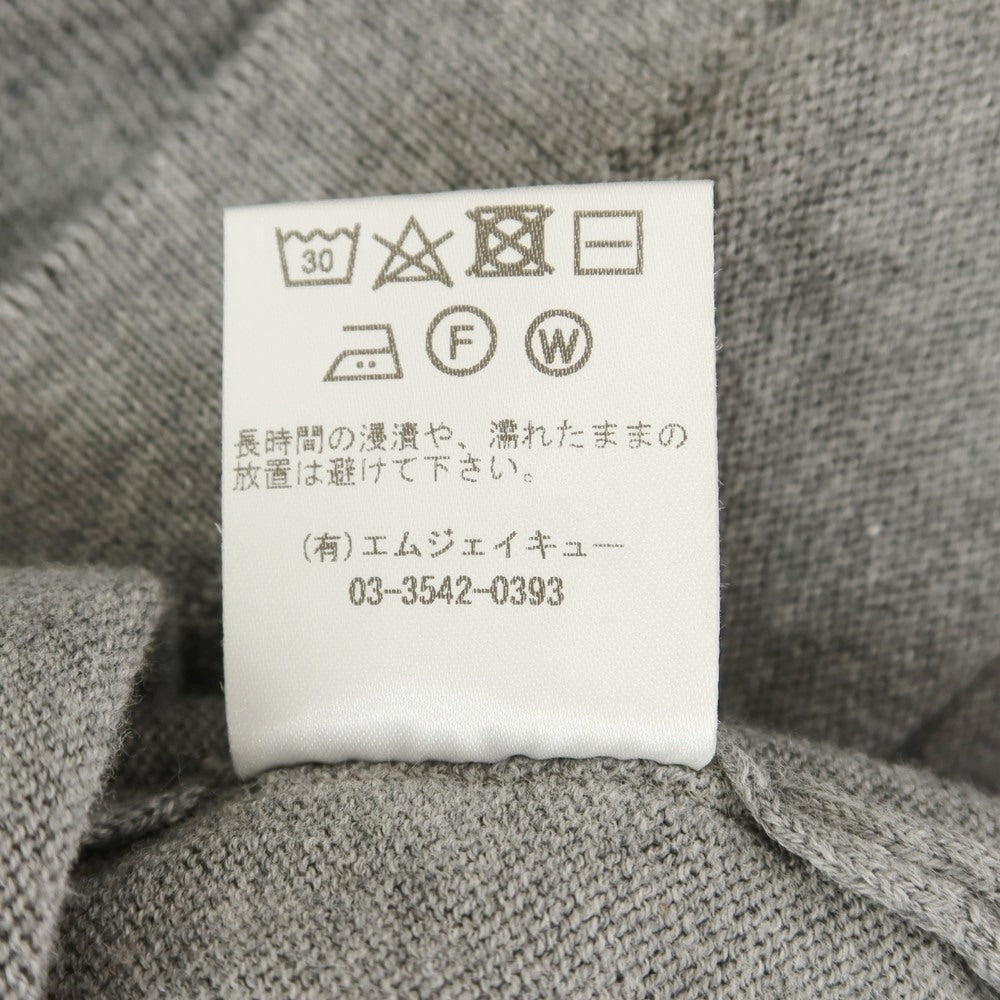 30
F W
長時間の浸漬や、濡れたままの
放置は避けて下さい。
(有)エムジェイキュー
03-3542-0393